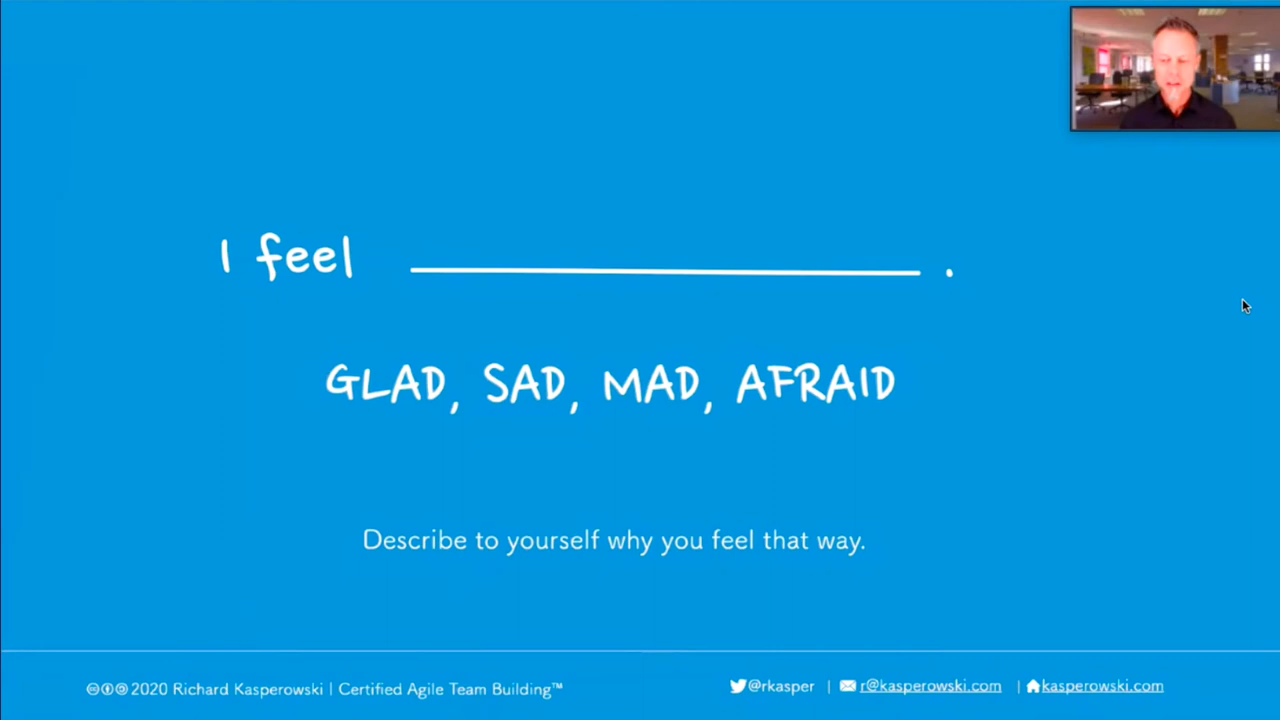 I feel ____________________ .
GLAD, SAD, MAD, AFRAID
Describe to yourself why you feel that way.
2020 Richard Kasperowski | Certified Agile Team Building™
@rkasper | r@kasperowski.com | kasperowski.com